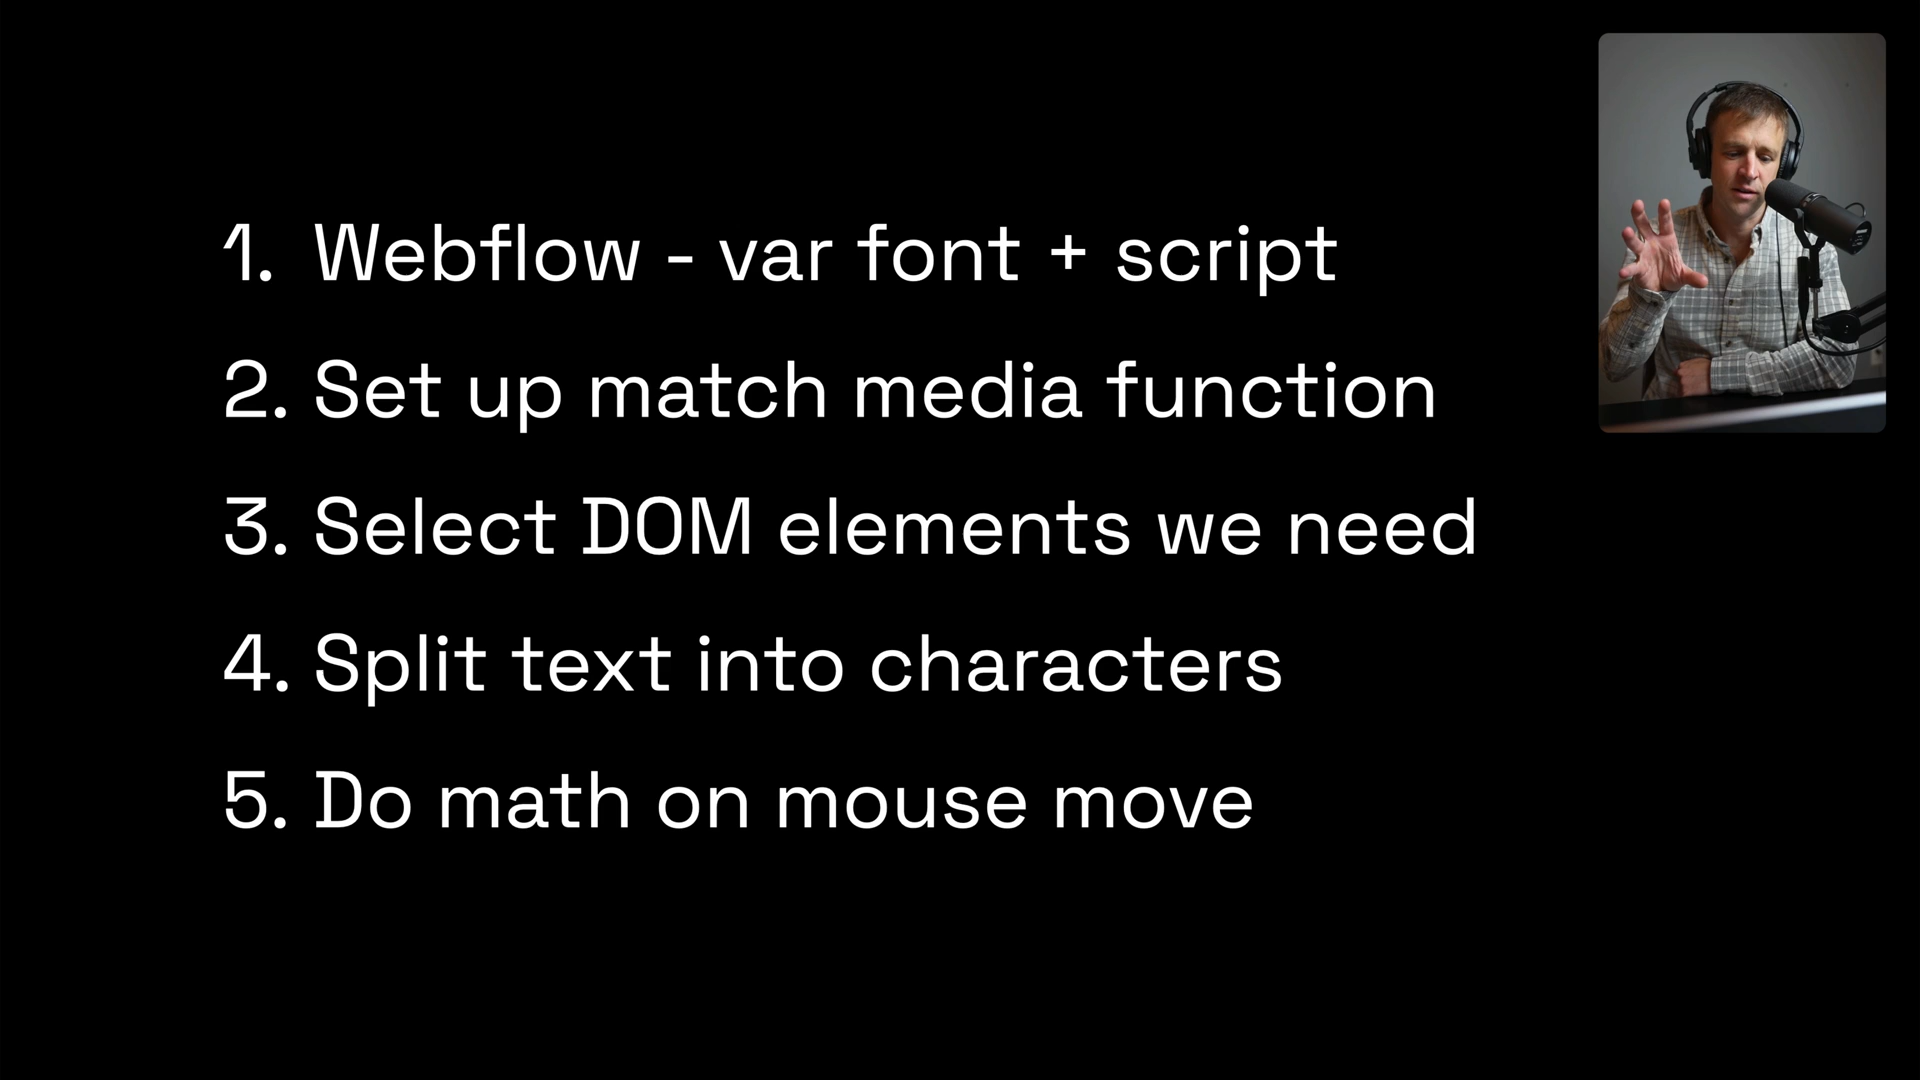 1. Webflow - var font + script
2. Set up match media function
3. Select DOM elements we need
4. Split text into characters
5. Do math on mouse move